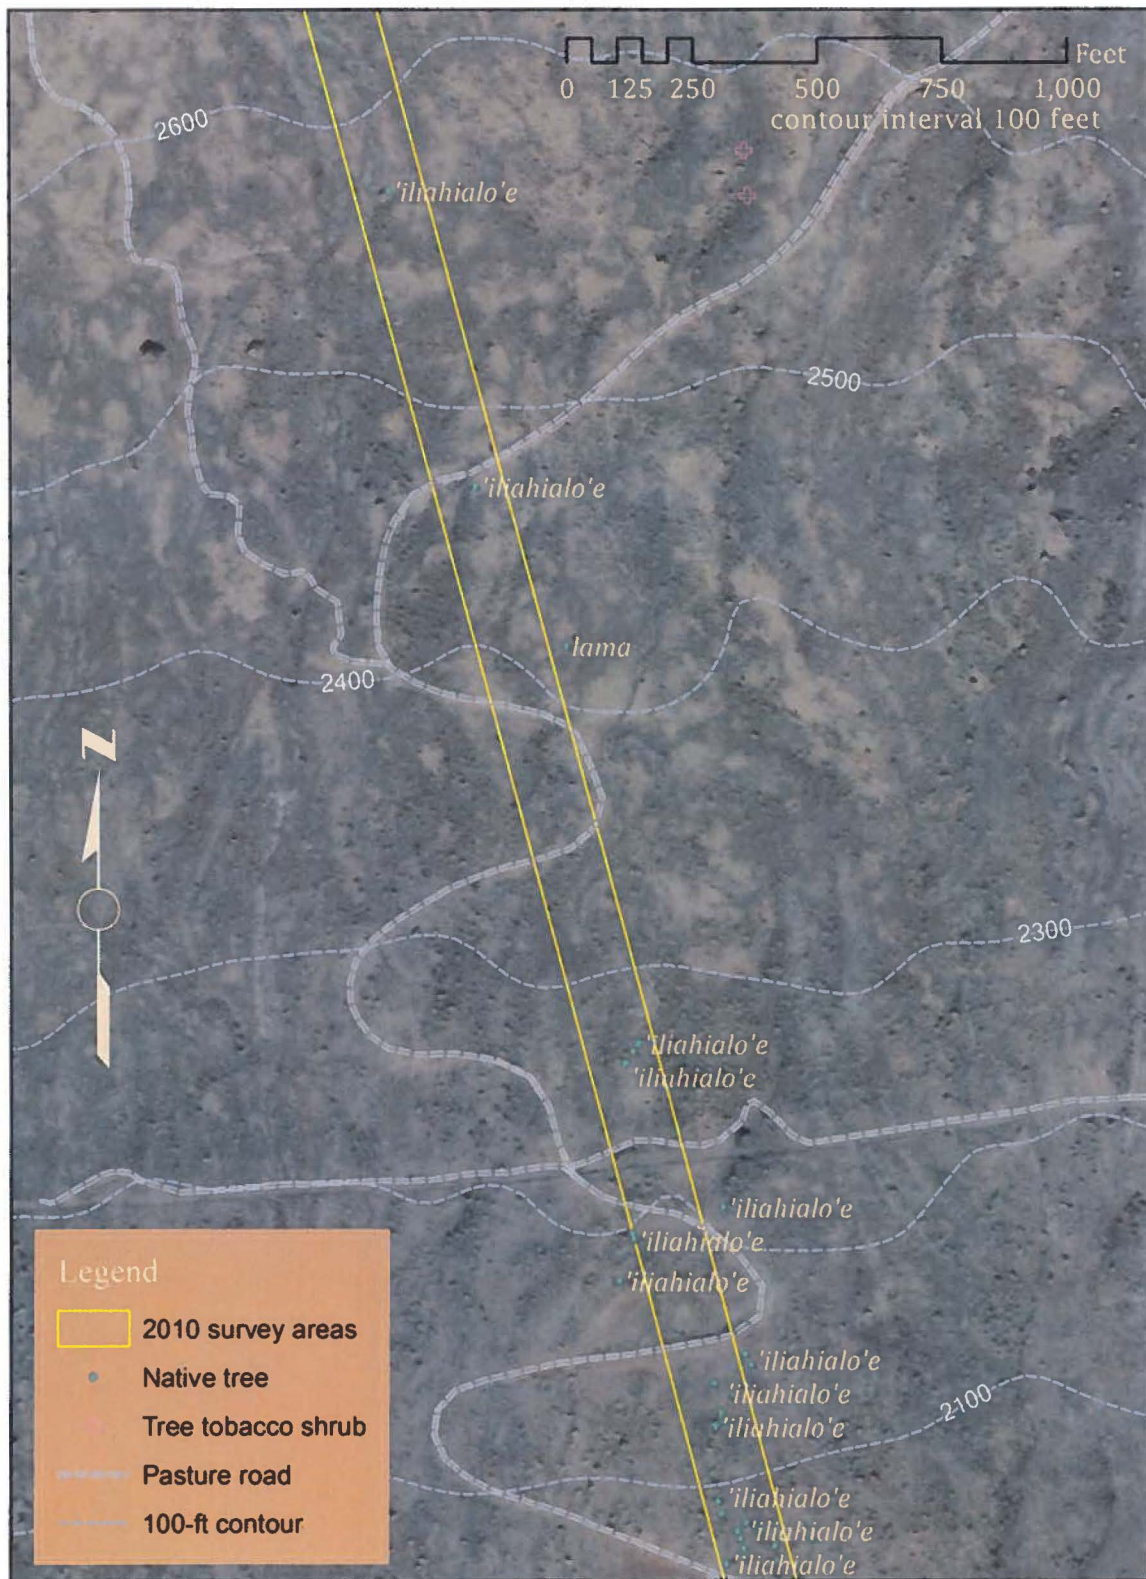 Feet
0 125 250 500 750 1,000
contour interval 100 feet
2600
'iliahialo'e
2500
'iliahialo'e
lama
2400
N
2300
'iliahialo'e
'iliahialo'e
'iliahialo'e
'iliahialo'e
'iliahialo'e
'iliahialo'e
'iliahialo'e
2100
'iliahialo'e
'iliahialo'e
'iliahialo'e
'iliahialo'e
Legend
2010 survey areas
Native tree
Tree tobacco shrub
Pasture road
100-ft contour